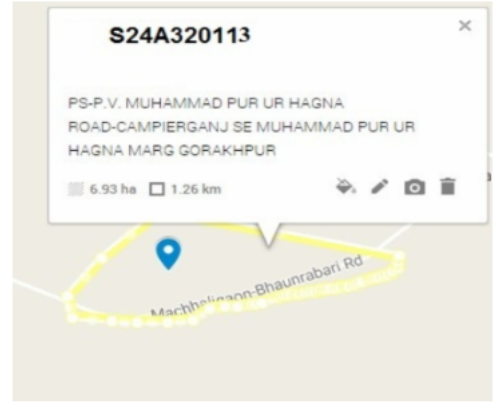 S24A320113
PS-P.V. MUHAMMAD PUR UR HAGNA
ROAD-CAMPIERGANJ SE MUHAMMAD PUR UR
HAGNA MARG GORAKHPUR
6.93 ha 1.26 km
Machhaligaon-Bhaunrabari Rd